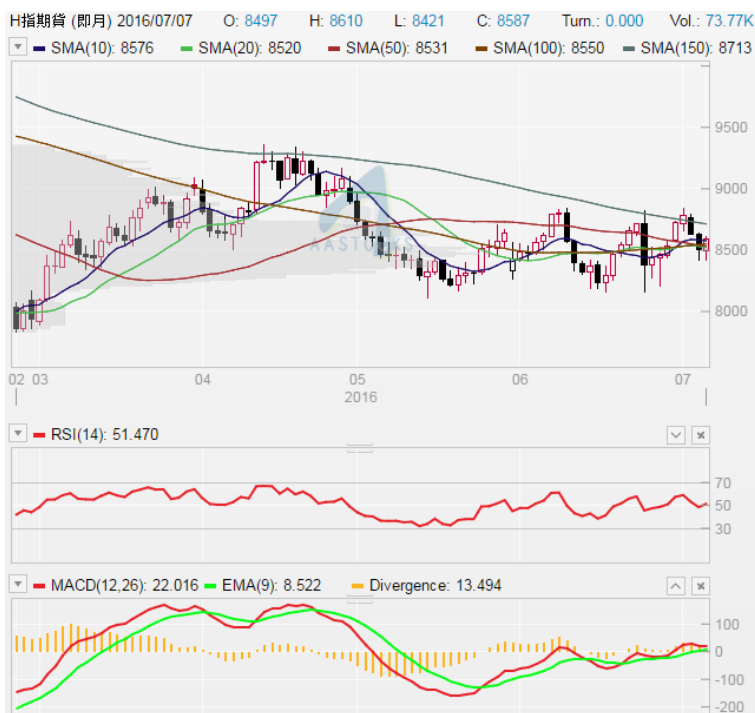 H指期貨 (即月) 2016/07/07 O: 8497 H: 8610 L: 8421 C: 8587 Turn.: 0.000 Vol.: 73.77K
SMA(10): 8576 SMA(20): 8520 SMA(50): 8531 SMA(100): 8550 SMA(150): 8713
9500
9000
AASTOCKS
8500
8000
02 03 04 05 06 07
2016
RSI(14): 51.470
70
50
30
MACD(12,26): 22.016 EMA(9): 8.522 Divergence: 13.494
100
0
-100
-200